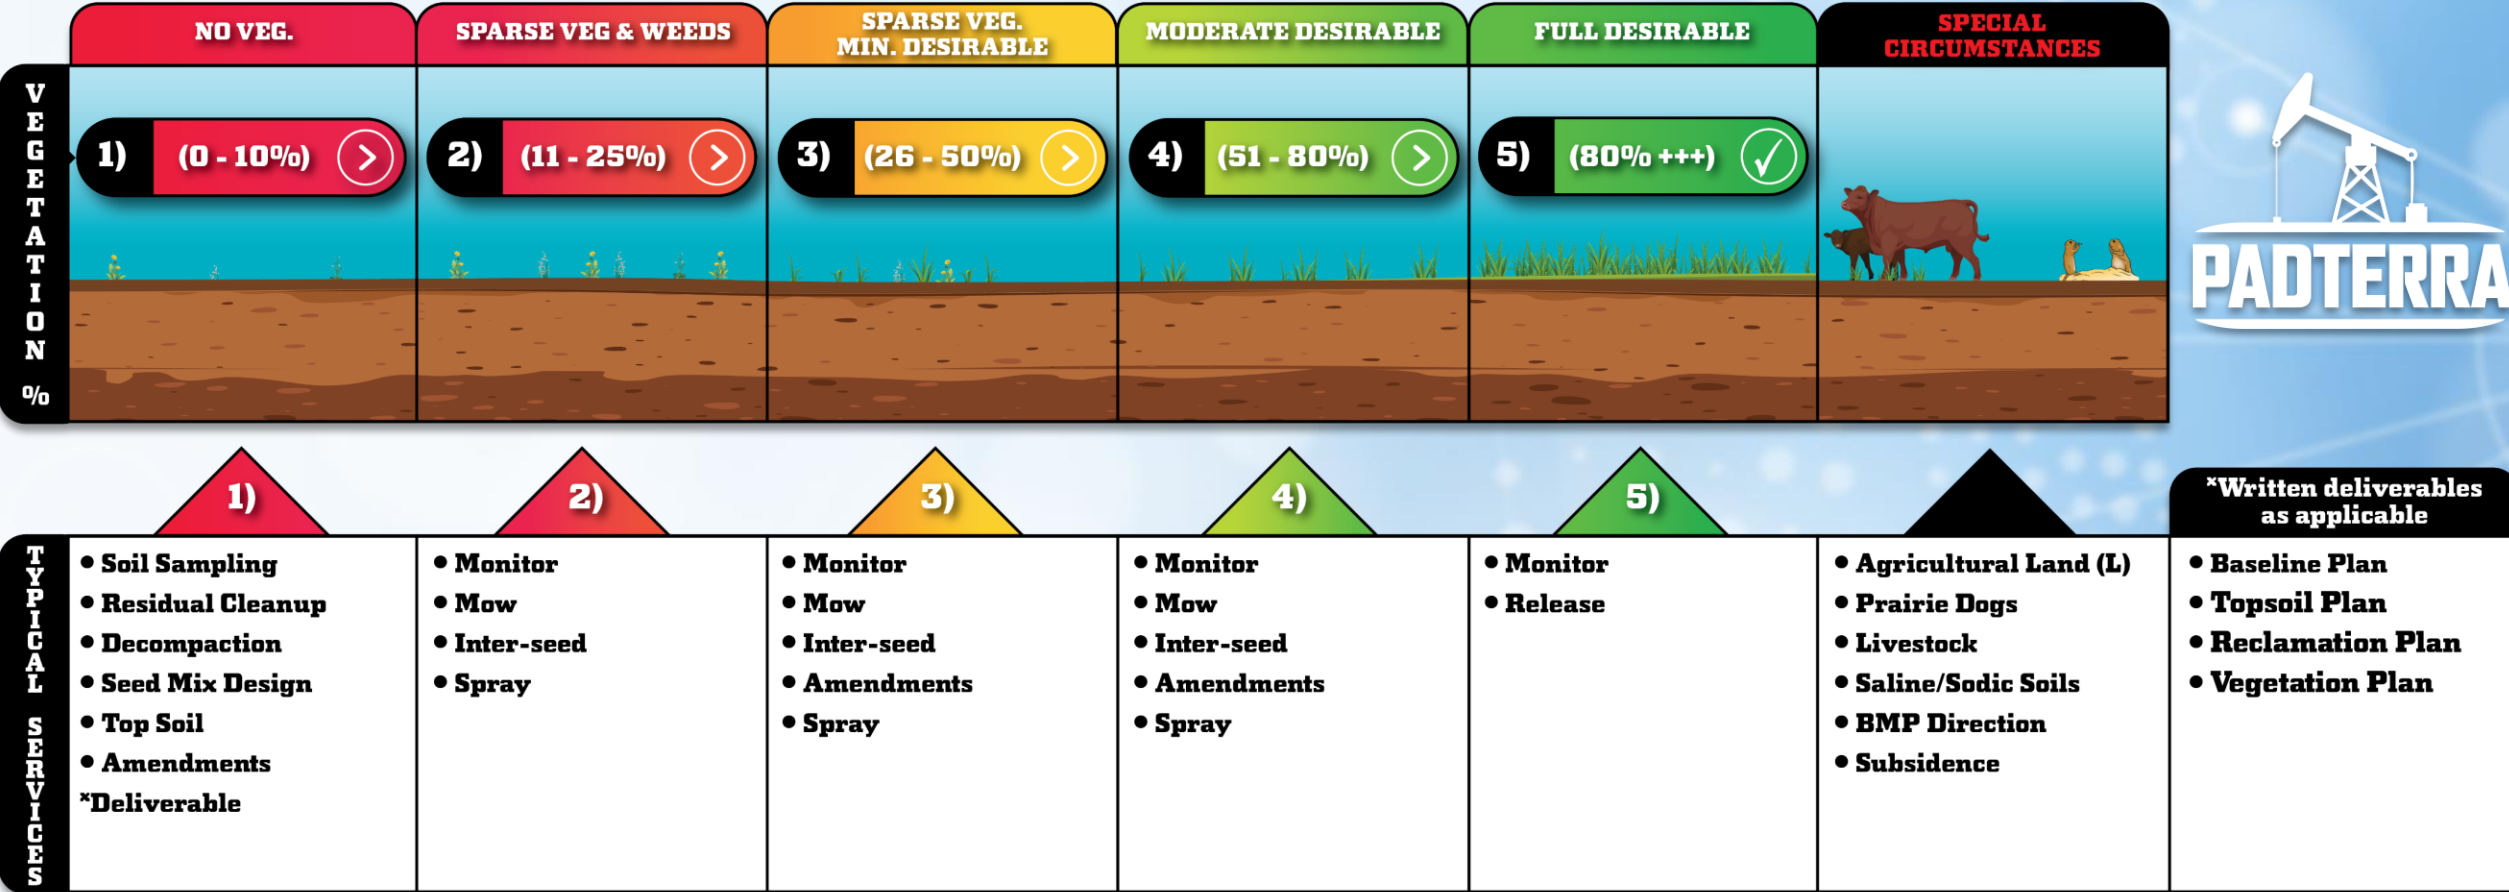 NO VEG.
SPARSE VEG & WEEDS
SPARSE VEG.
MIN. DESIRABLE
MODERATE DESIRABLE
FULL DESIRABLE
SPECIAL
CIRCUMSTANCES
VEGETATION %
1) (0 - 10%)
2) (11 - 25%)
3) (26 - 50%)
4) (51 - 80%)
5) (80% +++)
PADTERRA
1)
2)
3)
4)
5)
*Written deliverables
as applicable
TYPICAL SERVICES
• Soil Sampling
• Residual Cleanup
• Decompaction
• Seed Mix Design
• Top Soil
• Amendments
*Deliverable
• Monitor
• Mow
• Inter-seed
• Spray
• Monitor
• Mow
• Inter-seed
• Amendments
• Spray
• Monitor
• Mow
• Inter-seed
• Amendments
• Spray
• Monitor
• Release
• Agricultural Land (L)
• Prairie Dogs
• Livestock
• Saline/Sodic Soils
• BMP Direction
• Subsidence
• Baseline Plan
• Topsoil Plan
• Reclamation Plan
• Vegetation Plan